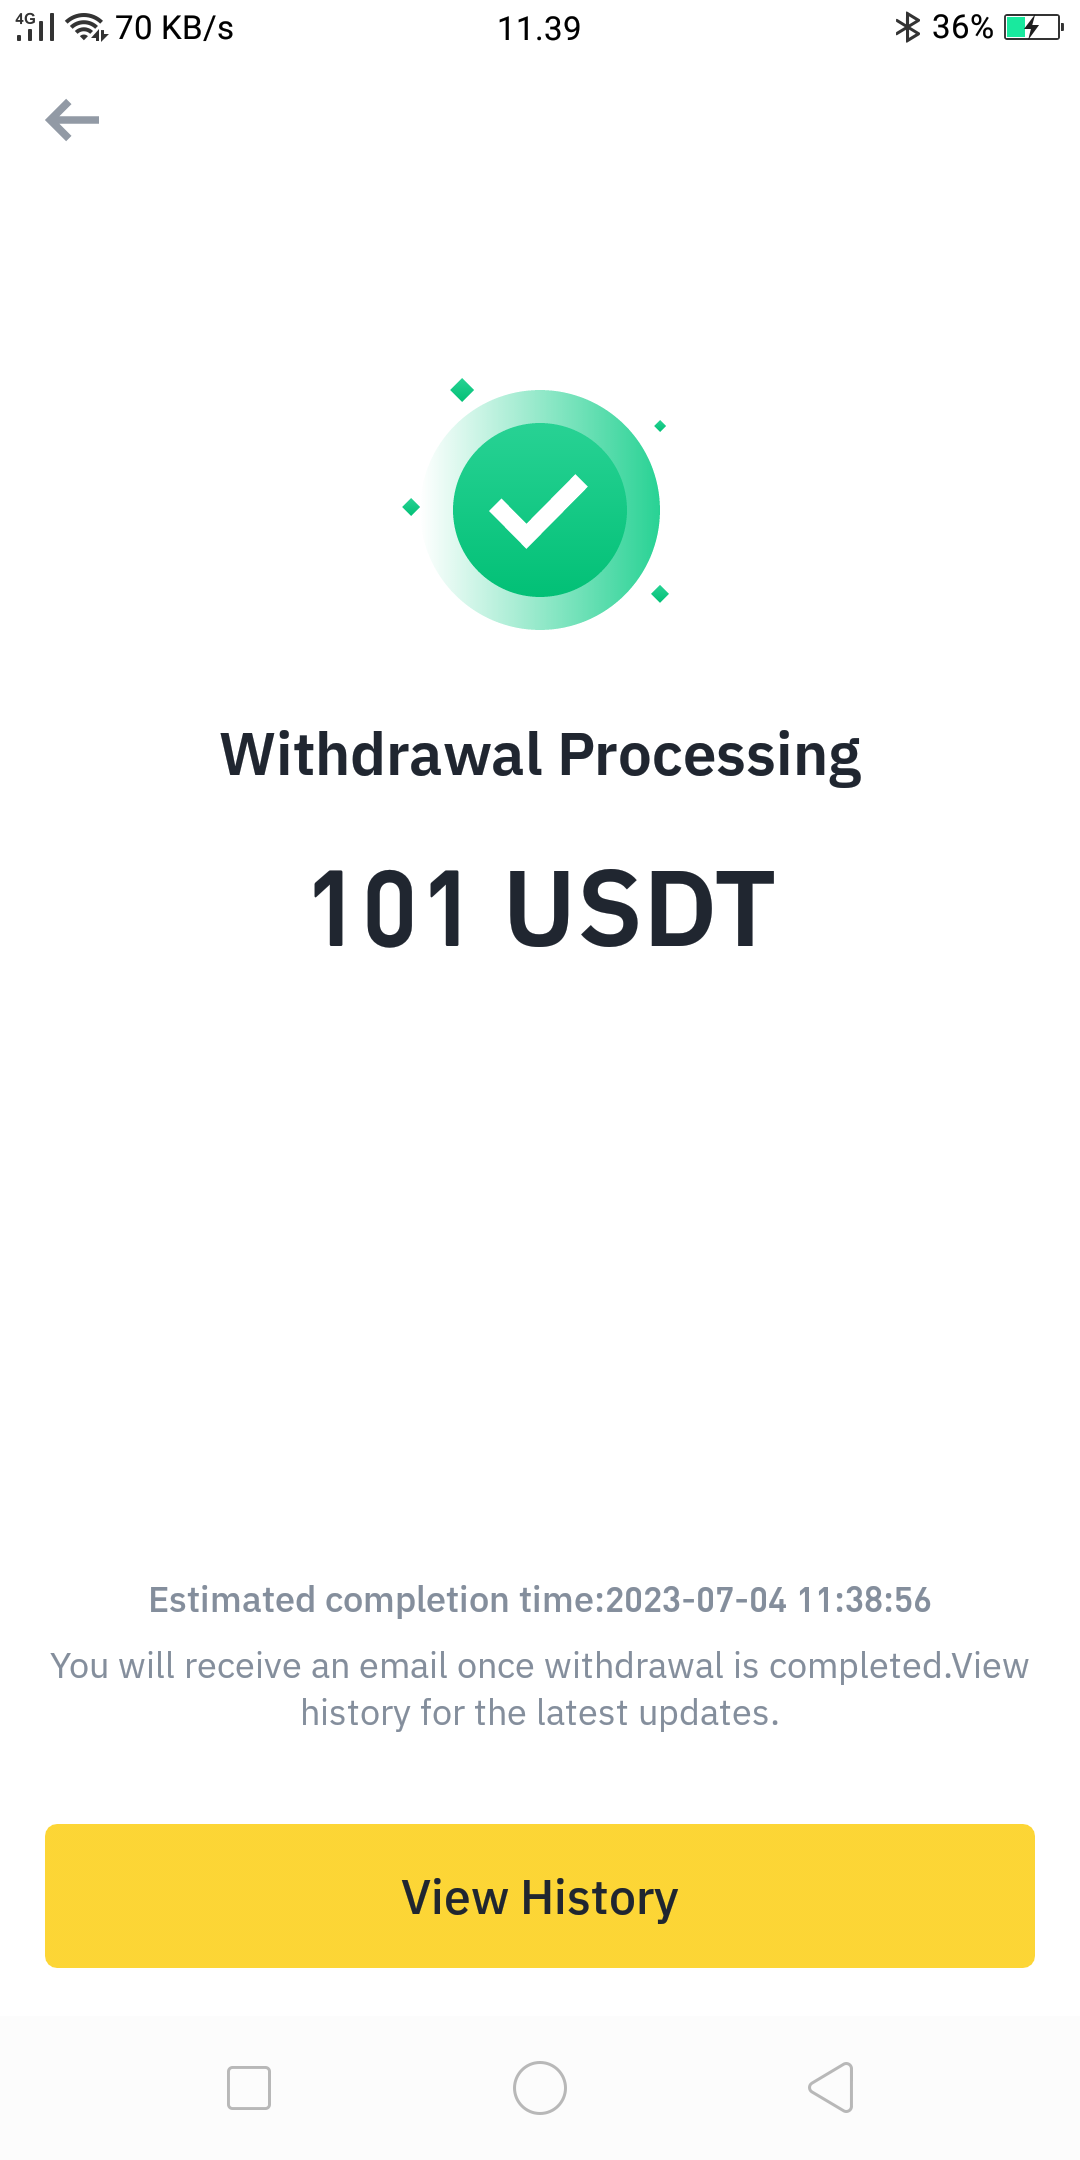 4G 70 KB/s 11.39 36%
Withdrawal Processing
101 USDT
Estimated completion time:2023-07-04 11:38:56
You will receive an email once withdrawal is completed.View
history for the latest updates.
View History